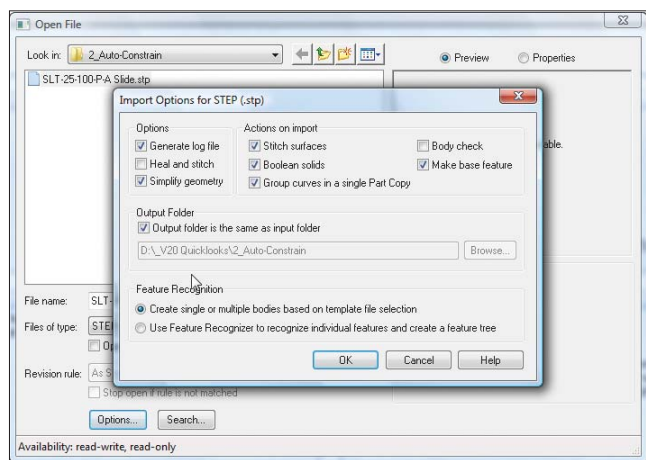 Open File
Look in: 2_Auto-Constrain
Preview Properties
SLT-25-100-P-A Slide.stp
able.
Import Options for STEP (.stp)
Options Actions on import
Generate log file Stitch surfaces Body check
Heal and stitch Boolean solids Make base feature
Simplify geometry Group curves in a single Part Copy
Output Folder
Output folder is the same as input folder
D:\_V20 Quicklooks\2_Auto-Constrain Browse...
Feature Recognition
Create single or multiple bodies based on template file selection
Use Feature Recognizer to recognize individual features and create a feature tree
OK Cancel Help
File name: SLT-
Files of type: STE
Op
Revision rule: As S
Stop open if rule is not matched
Options... Search...
Availability: read-write, read-only